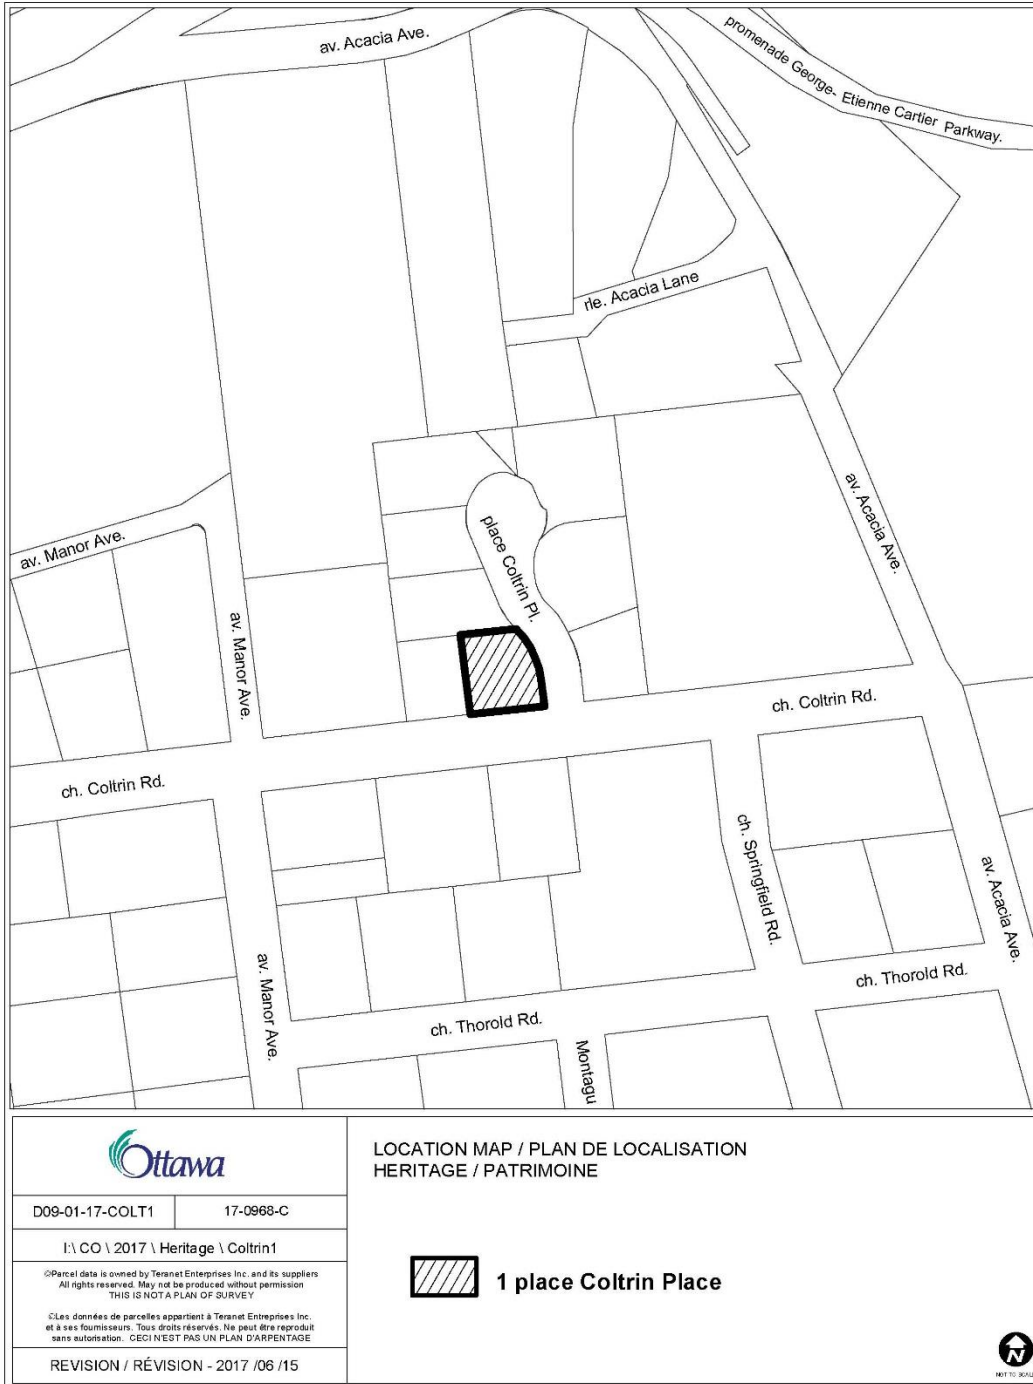 av. Acacia Ave.
promenade George- Etienne Cartier Parkway.
rle. Acacia Lane
av. Acacia Ave.
place Coltrin Pl.
av. Manor Ave.
av. Manor Ave.
ch. Coltrin Rd.
ch. Coltrin Rd.
ch. Springfield Rd.
av. Acacia Ave.
av. Manor Ave.
ch. Thorold Rd.
ch. Thorold Rd.
Montagu
Ottawa
D09-01-17-COLT1
17-0968-C
I:\ CO \ 2017 \ Heritage \ Coltrin1
©Parcel data is owned by Teranet Enterprises Inc. and its suppliers
All rights reserved. May not be produced without permission
THIS IS NOT A PLAN OF SURVEY
©Les données de parcelles appartient à Teranet Entreprises Inc.
et à ses fournisseurs. Tous droits réservés. Ne peut être reproduit
sans autorisation. CECI N'EST PAS UN PLAN D'ARPENTAGE
REVISION / RÉVISION - 2017 /06 /15
LOCATION MAP / PLAN DE LOCALISATION
HERITAGE / PATRIMOINE
1 place Coltrin Place
N
NOT TO SCALE